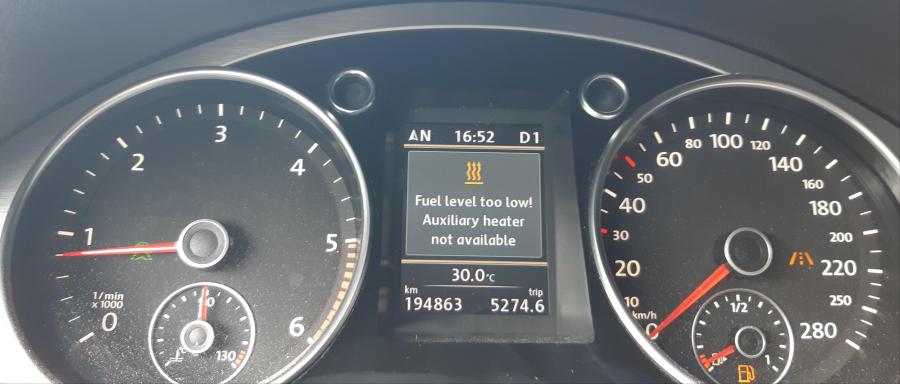 N 16:52 D1
Fuel level too low!
Auxiliary heater
not available
30.0°C
km trip
194863 5274.6
0 1 2 3 4 5 6
1/min
x 1000
90 130
°C
0 10 20 30 40 50 60 80 100 120 140 160 180 200 220 250 280
km/h
1/2 1